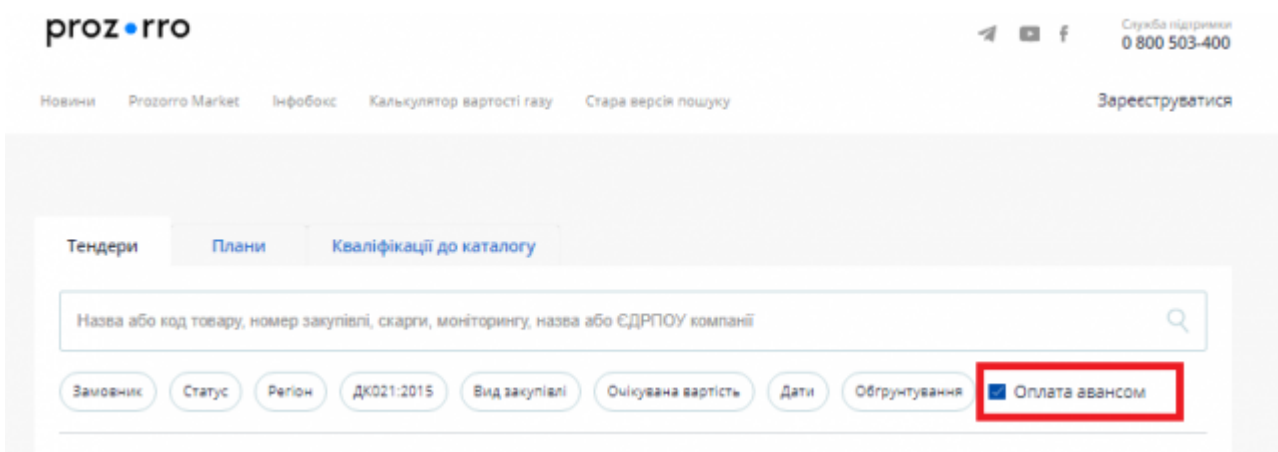 prozorro
Служба підтримки
0 800 503-400
Новини Prozorro Market Інфобокс Калькулятор вартості газу Стара версія пошуку Зареєструватися
Тендери Плани Кваліфікації до каталогу
Назва або код товару, номер закупівлі, скарги, моніторингу, назва або ЄДРПОУ компанії
Замовник Статус Регіон ДК021:2015 Вид закупівлі Очікувана вартість Дати Обгрунтування Оплата авансом